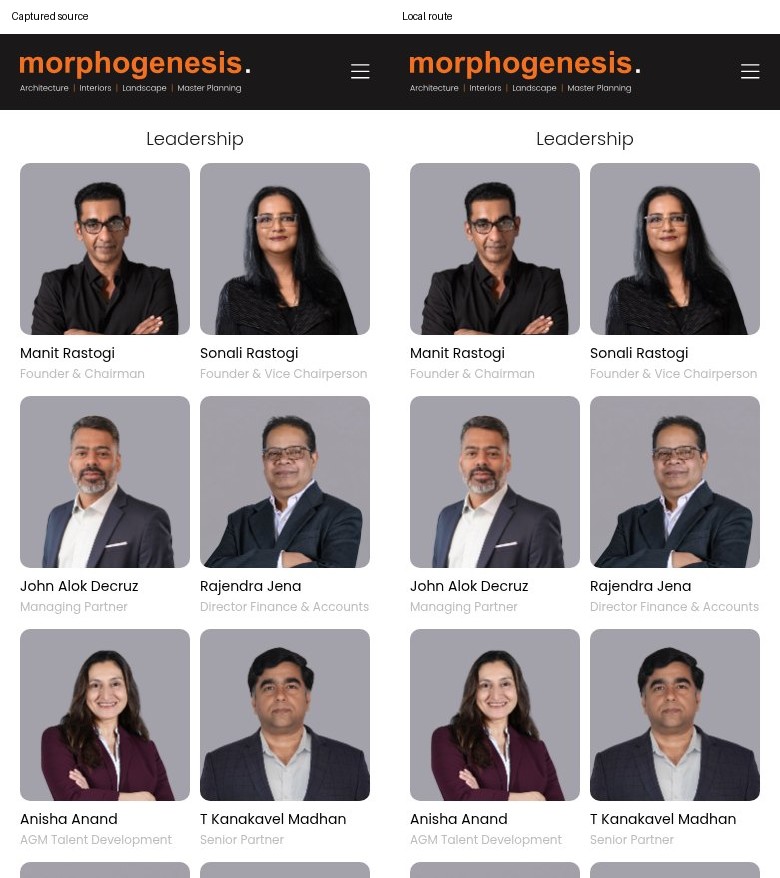 Captured source
Local route
morphogenesis.
Architecture | Interiors | Landscape | Master Planning
morphogenesis.
Architecture | Interiors | Landscape | Master Planning
Leadership
Leadership
Manit Rastogi
Founder & Chairman
Sonali Rastogi
Founder & Vice Chairperson
Manit Rastogi
Founder & Chairman
Sonali Rastogi
Founder & Vice Chairperson
John Alok Decruz
Managing Partner
Rajendra Jena
Director Finance & Accounts
John Alok Decruz
Managing Partner
Rajendra Jena
Director Finance & Accounts
Anisha Anand
AGM Talent Development
T Kanakavel Madhan
Senior Partner
Anisha Anand
AGM Talent Development
T Kanakavel Madhan
Senior Partner